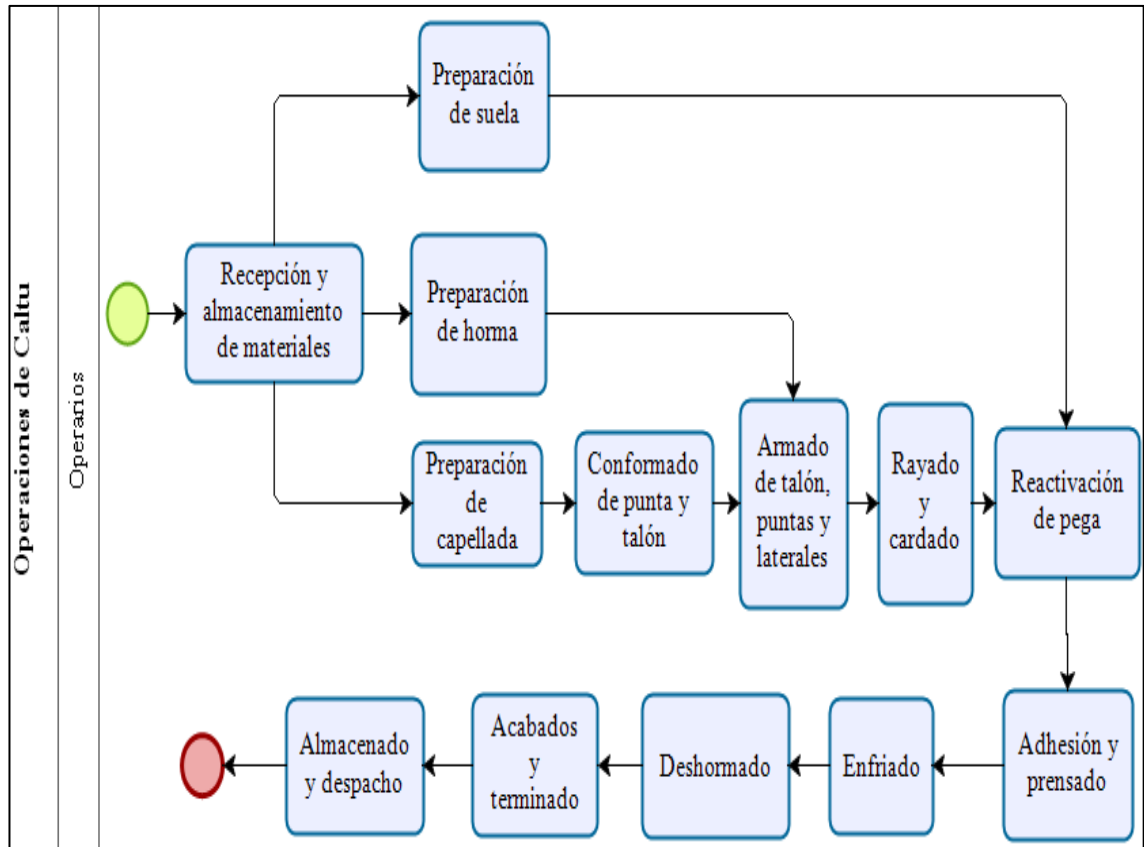 Operaciones de Caltu
Operarios
Preparación
de suela
Recepción y
almacenamiento
de materiales
Preparación
de horma
Preparación
de
capellada
Conformado
de punta y
talón
Armado
de talón,
puntas y
laterales
Rayado
y
cardado
Reactivación
de pega
Adhesión y
prensado
Enfriado
Deshormado
Acabados
y
terminado
Almacenado
y despacho